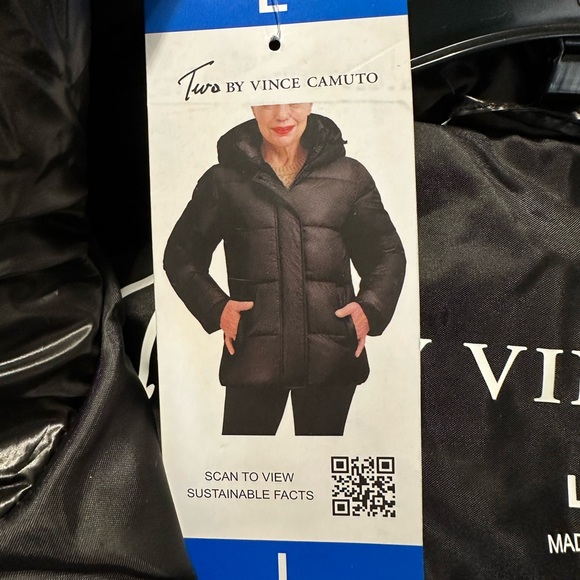 L
Two BY VINCE CAMUTO
SCAN TO VIEW
SUSTAINABLE FACTS
L
Y VI
L
MAD